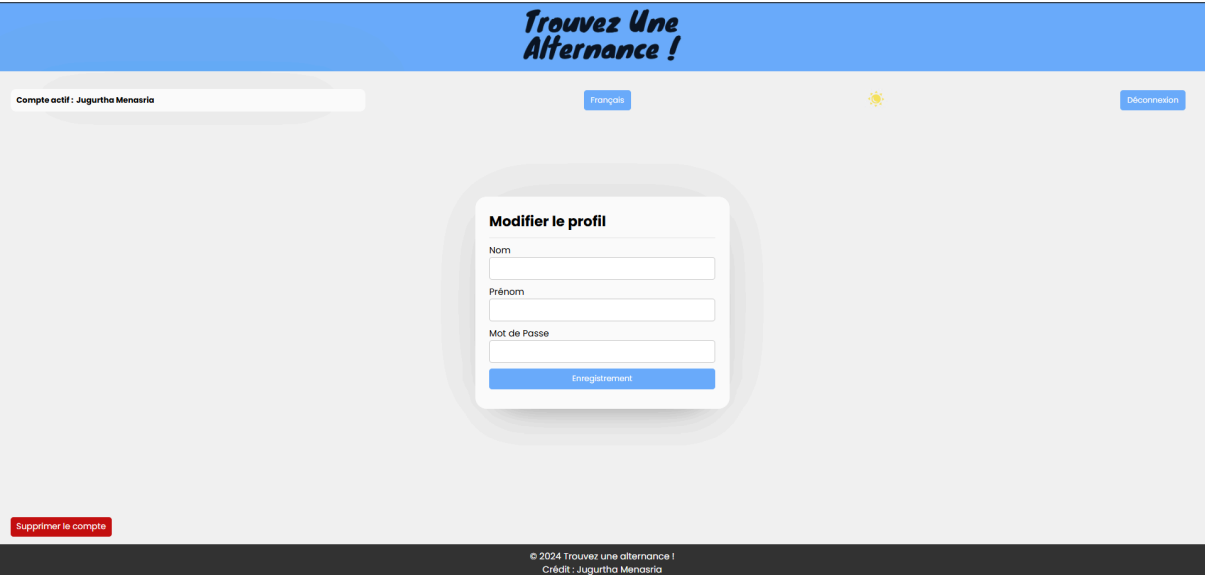 Trouvez Une
Alternance !
Compte actif : Jugurtha Menasria
Français
Déconnexion
Modifier le profil
Nom
Prénom
Mot de Passe
Enregistrement
Supprimer le compte
© 2024 Trouvez une alternance !
Crédit : Jugurtha Menasria